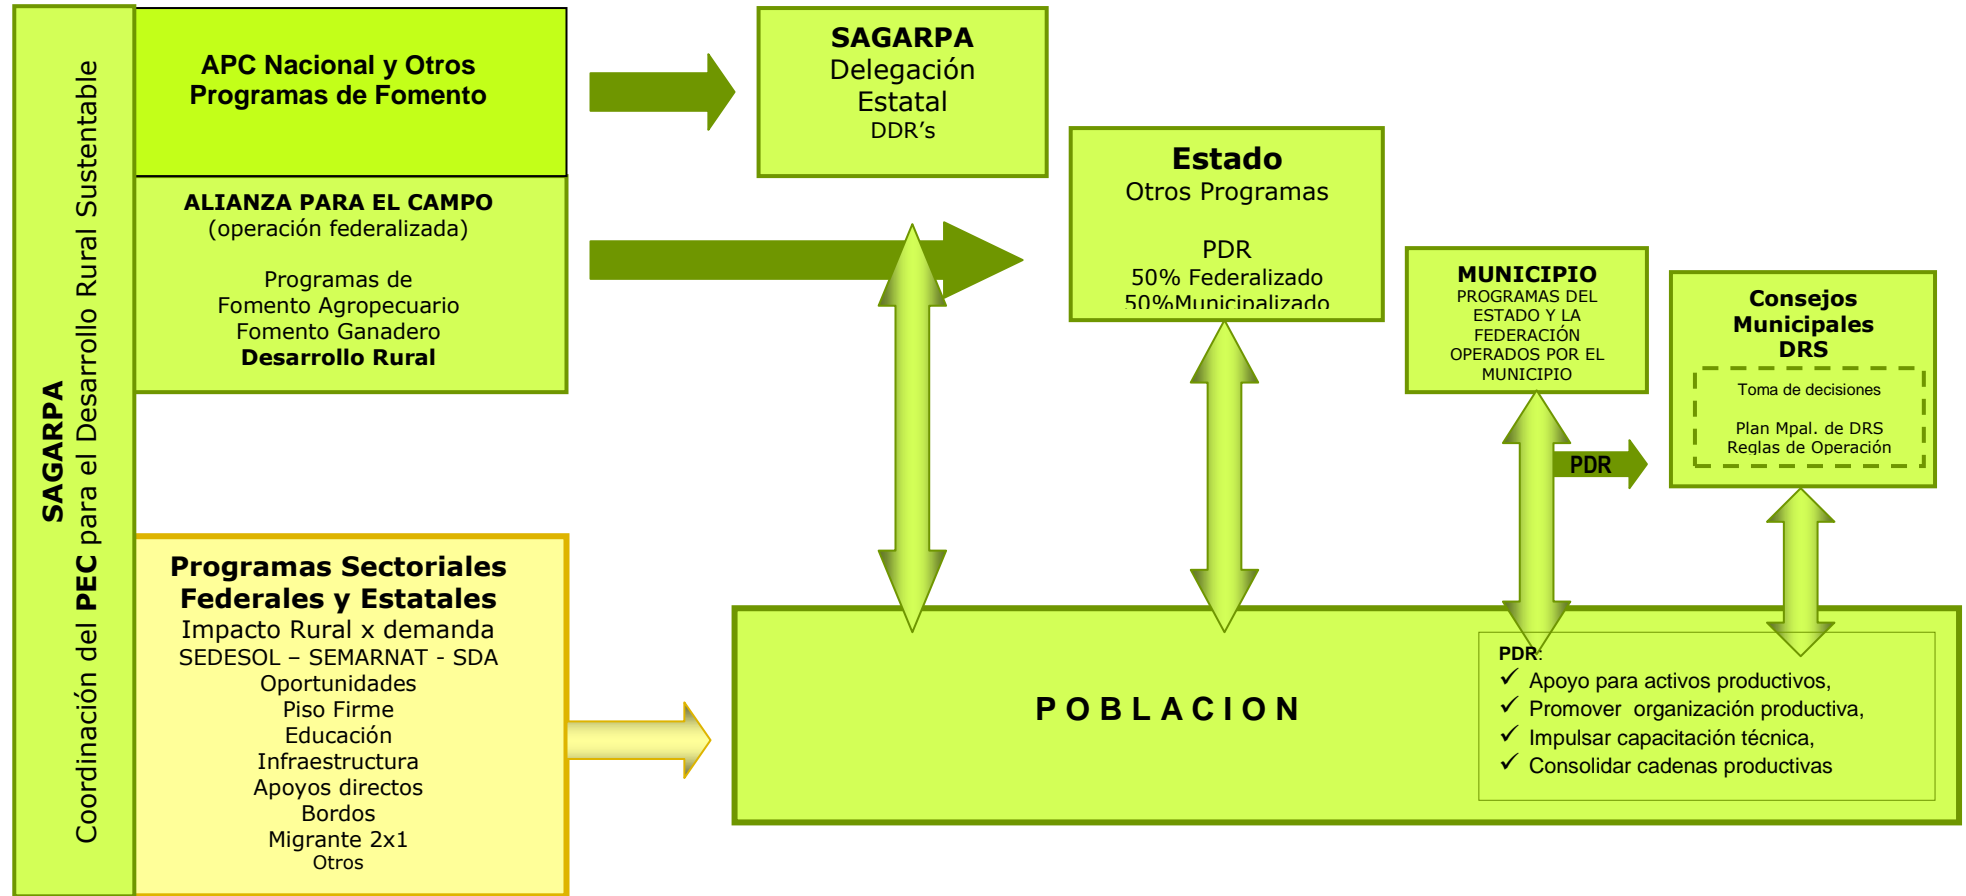 SAGARPA
Coordinación del PEC para el Desarrollo Rural Sustentable
APC Nacional y Otros
Programas de Fomento
ALIANZA PARA EL CAMPO
(operación federalizada)
Programas de
Fomento Agropecuario
Fomento Ganadero
Desarrollo Rural
Programas Sectoriales
Federales y Estatales
Impacto Rural x demanda
SEDESOL – SEMARNAT - SDA
Oportunidades
Piso Firme
Educación
Infraestructura
Apoyos directos
Bordos
Migrante 2x1
Otros
SAGARPA
Delegación
Estatal
DDR’s
Estado
Otros Programas
PDR
50% Federalizado
50%Municipalizado
MUNICIPIO
PROGRAMAS DEL
ESTADO Y LA
FEDERACIÓN
OPERADOS POR EL
MUNICIPIO
PDR
Consejos
Municipales
DRS
Toma de decisiones
Plan Mpal. de DRS
Reglas de Operación
P O B L A C I O N
PDR:
✓ Apoyo para activos productivos,
✓ Promover organización productiva,
✓ Impulsar capacitación técnica,
✓ Consolidar cadenas productivas